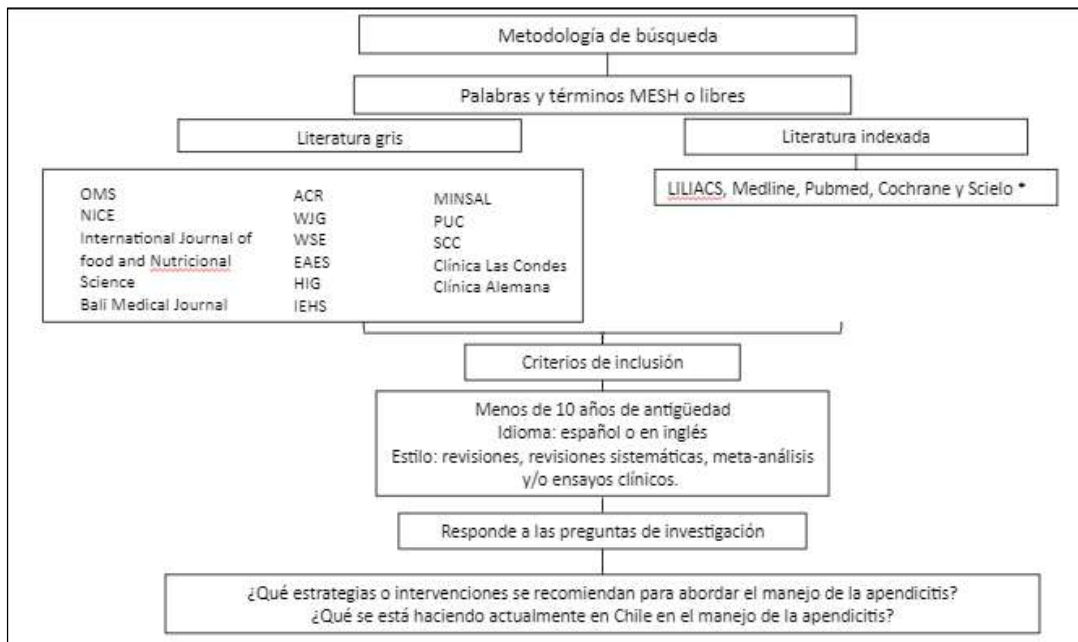 Metodología de búsqueda
Palabras y términos MESH o libres
Literatura gris
Literatura indexada
OMS
NICE
International Journal of
food and Nutricional
Science
Bali Medical Journal
ACR
WJG
WSE
EAES
HIG
IEHS
MINSAL
PUC
SCC
Clínica Las Condes
Clínica Alemana
LILIACS, Medline, Pubmed, Cochrane y Scielo *
Criterios de inclusión
Menos de 10 años de antigüedad
Idioma: español o en inglés
Estilo: revisiones, revisiones sistemáticas, meta-análisis
y/o ensayos clínicos.
Responde a las preguntas de investigación
¿Qué estrategias o intervenciones se recomiendan para abordar el manejo de la apendicitis?
¿Qué se está haciendo actualmente en Chile en el manejo de la apendicitis?